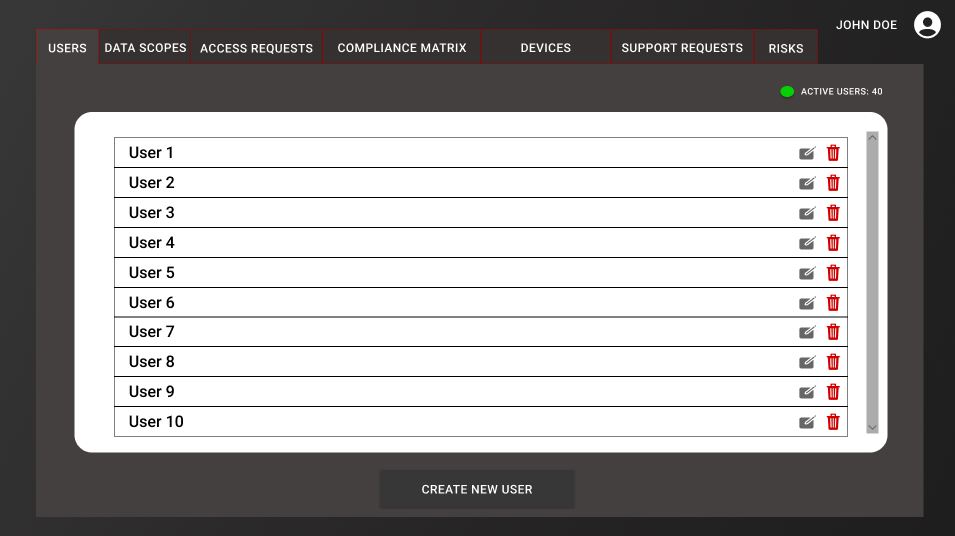 JOHN DOE
USERS DATA SCOPES ACCESS REQUESTS COMPLIANCE MATRIX DEVICES SUPPORT REQUESTS RISKS
ACTIVE USERS: 40
User 1
User 2
User 3
User 4
User 5
User 6
User 7
User 8
User 9
User 10
CREATE NEW USER